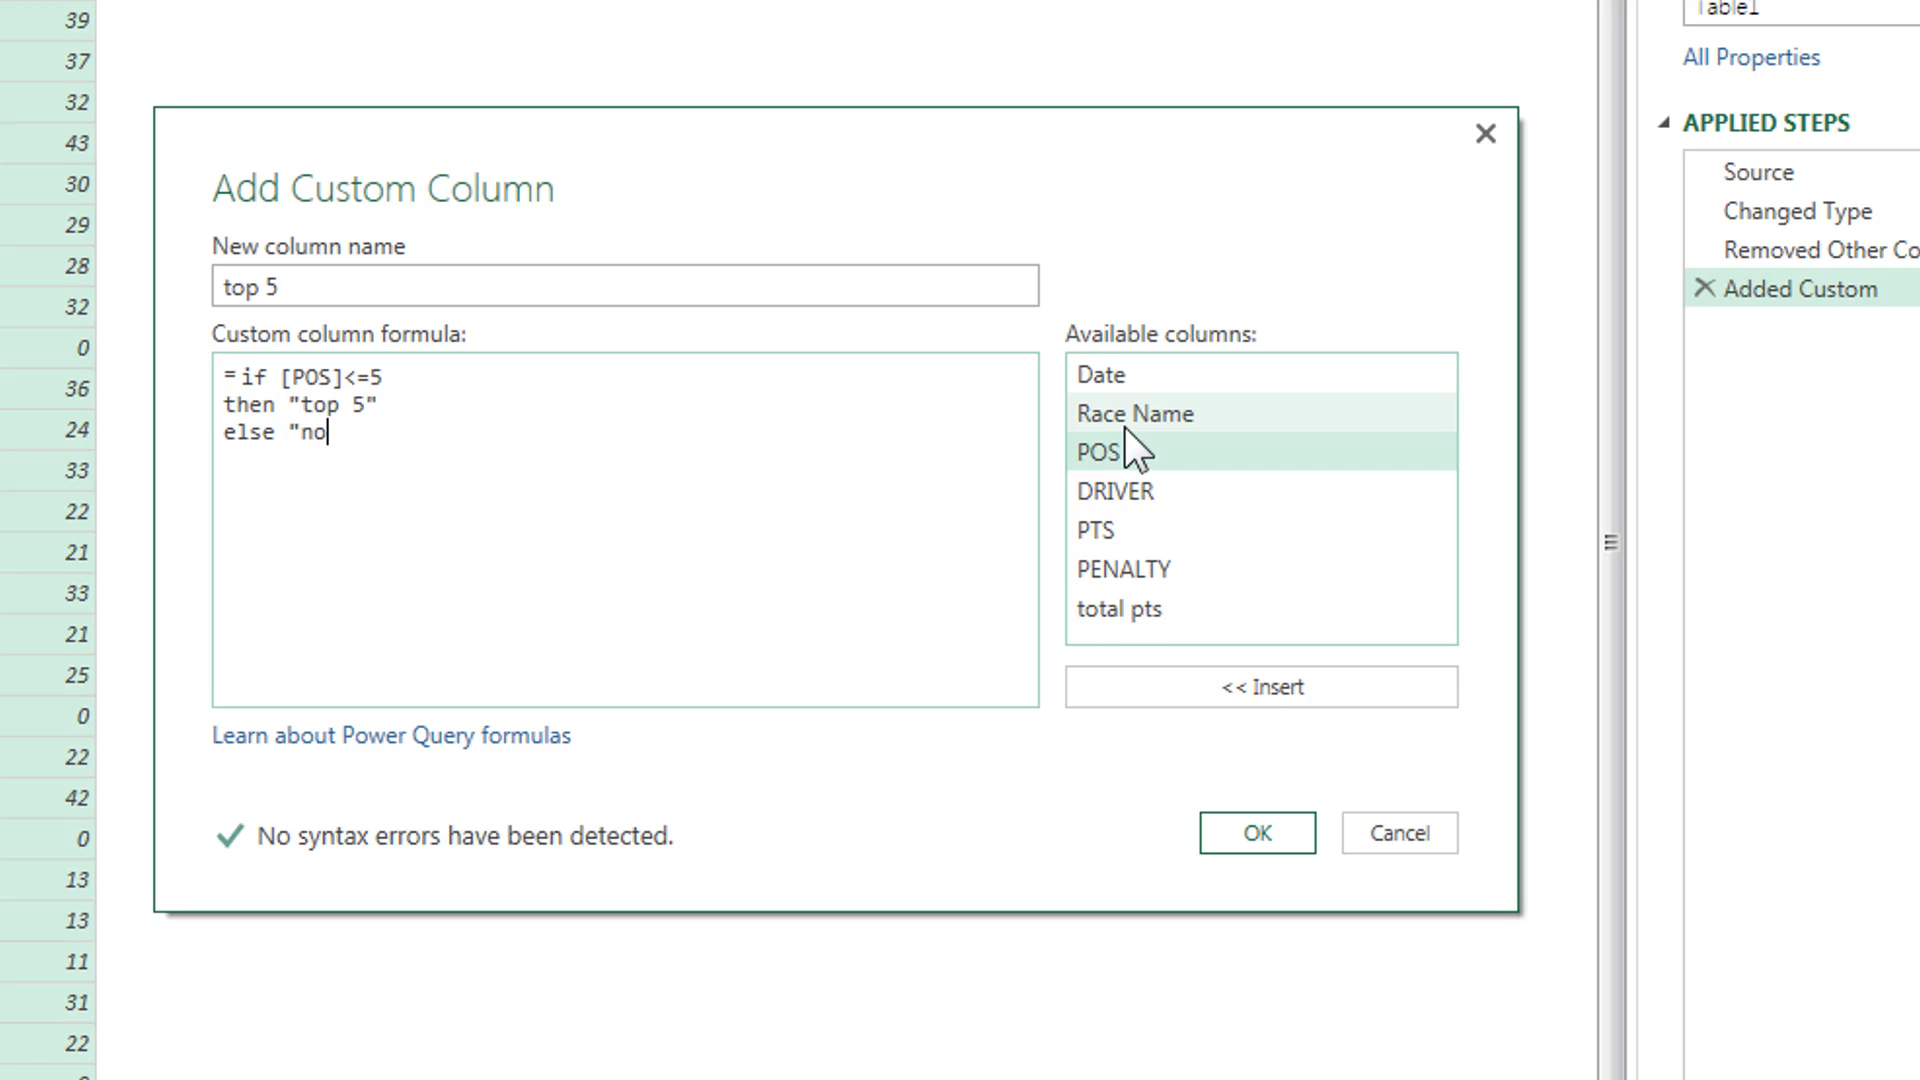 39
37
32
43
30
29
28
32
0
36
24
33
22
21
33
21
25
0
22
42
0
13
13
11
31
22
Add Custom Column
New column name
top 5
Custom column formula:
=if [POS]<=5
then "top 5"
else "no
Available columns:
Date
Race Name
POS
DRIVER
PTS
PENALTY
total pts
<< Insert
Learn about Power Query formulas
No syntax errors have been detected.
OK
Cancel
Table1
All Properties
APPLIED STEPS
Source
Changed Type
Removed Other Co
Added Custom